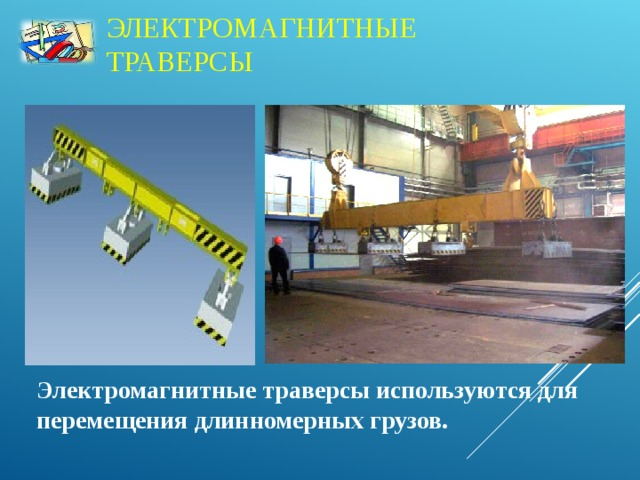 ЭЛЕКТРОМАГНИТНЫЕ
ТРАВЕРСЫ
Электромагнитные траверсы используются для
перемещения длинномерных грузов.